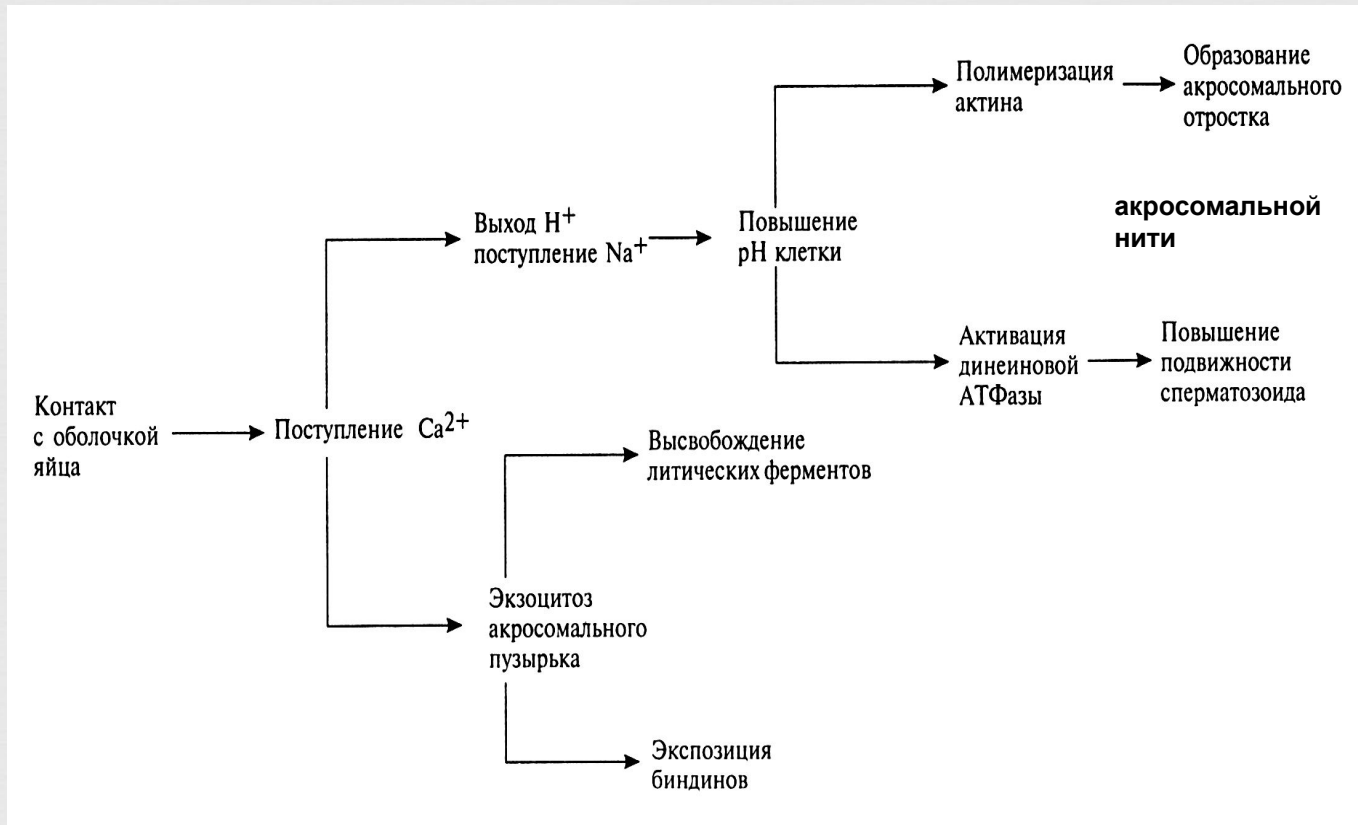 Полимеризация
актина
Образование
акросомального
отростка
акросомальной
нити
Выход H+
поступление Na+
Повышение
pH клетки
Активация
динеиновой
АТФазы
Повышение
подвижности
сперматозоида
Контакт
с оболочкой
яйца
Поступление Ca2+
Высвобождение
литических ферментов
Экзоцитоз
акросомального
пузырька
Экспозиция
биндинов